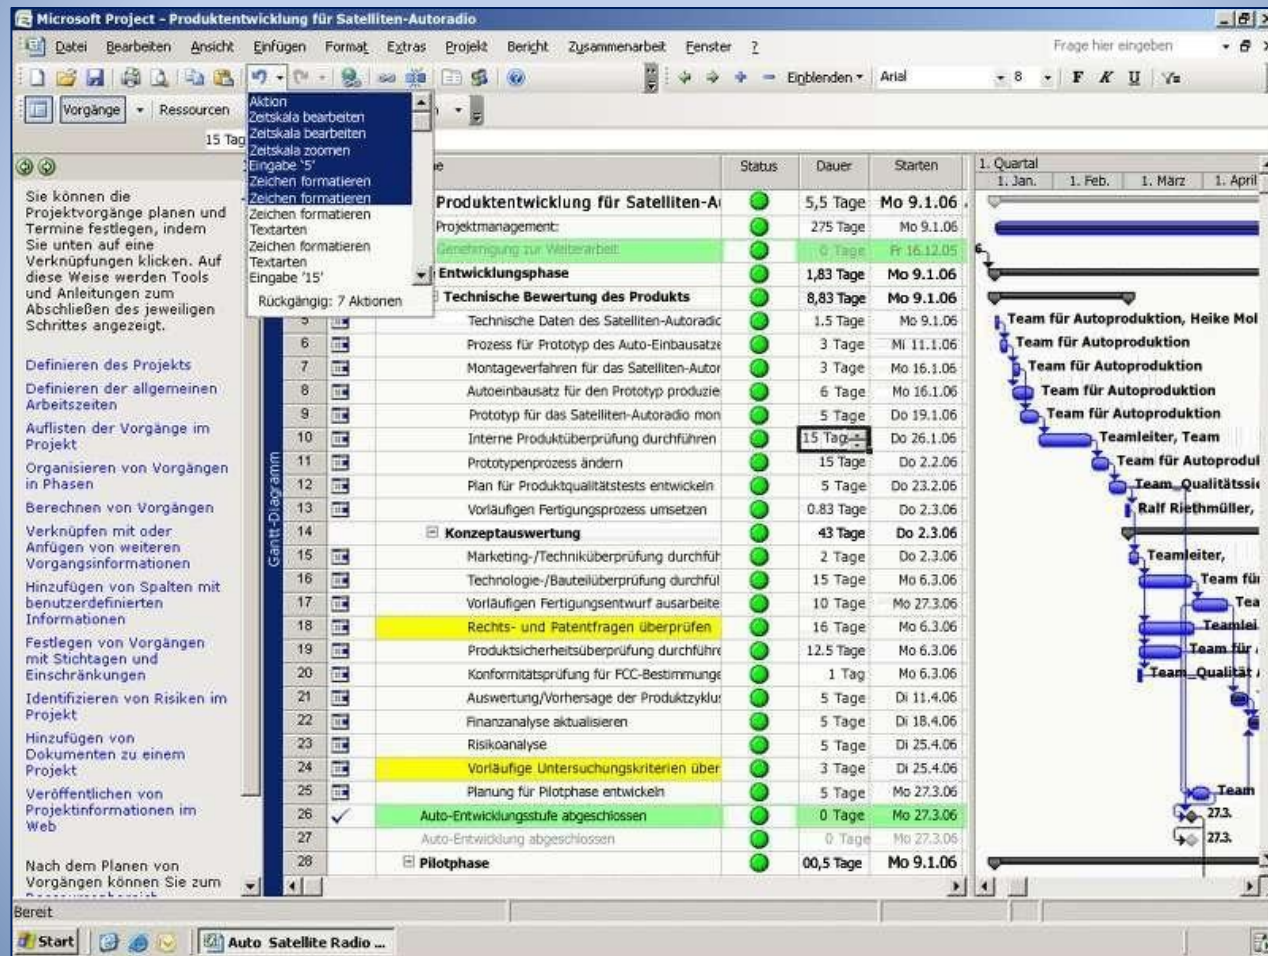 Microsoft Project - Produktentwicklung für Satelliten-Autoradio
Datei Bearbeiten Ansicht Einfügen Format Extras Projekt Bericht Zusammenarbeit Fenster ? Frage hier eingeben
Einblenden Arial 8 F K U
Vorgänge Ressourcen
15 Tag
Aktion
Zeitskala bearbeiten
Zeitskala bearbeiten
Zeitskala zoomen
Eingabe '5'
Zeichen formatieren
Zeichen formatieren
Zeichen formatieren
Textarten
Zeichen formatieren
Textarten
Eingabe '15'
Rückgängig: 7 Aktionen
Sie können die
Projektvorgänge planen und
Termine festlegen, indem
Sie unten auf eine
Verknüpfungen klicken. Auf
diese Weise werden Tools
und Anleitungen zum
Abschließen des jeweiligen
Schrittes angezeigt.
Definieren des Projekts
Definieren der allgemeinen
Arbeitszeiten
Auflisten der Vorgänge im
Projekt
Organisieren von Vorgängen
in Phasen
Berechnen von Vorgängen
Verknüpfen mit oder
Anfügen von weiteren
Vorgangsinformationen
Hinzufügen von Spalten mit
benutzerdefinierten
Informationen
Festlegen von Vorgängen
mit Stichtagen und
Einschränkungen
Identifizieren von Risiken im
Projekt
Hinzufügen von
Dokumenten zu einem
Projekt
Veröffentlichen von
Projektinformationen im
Web
Nach dem Planen von
Vorgängen können Sie zum
Gantt-Diagramm
Status Dauer Starten 1. Quartal
1. Jan. 1. Feb. 1. März 1. April
Produktentwicklung für Satelliten-A 5,5 Tage Mo 9.1.06
Projektmanagement: 275 Tage Mo 9.1.06
Genehmigung zur Weiterarbeit 0 Tage Fr 16.12.05 6.
Entwicklungsphase 1,83 Tage Mo 9.1.06
Technische Bewertung des Produkts 8,83 Tage Mo 9.1.06
5 Technische Daten des Satelliten-Autoradic 1.5 Tage Mo 9.1.06 Team für Autoproduktion, Heike Mol
6 Prozess für Prototyp des Auto-Einbausatze 3 Tage Mi 11.1.06 Team für Autoproduktion
7 Montageverfahren für das Satelliten-Autor 3 Tage Mo 16.1.06 Team für Autoproduktion
8 Autoeinbausatz für den Prototyp produzie 6 Tage Mo 16.1.06 Team für Autoproduktion
9 Prototyp für das Satelliten-Autoradio mon 5 Tage Do 19.1.06 Team für Autoproduktion
10 Interne Produktüberprüfung durchführen 15 Tag Do 26.1.06 Teamleiter, Team
11 Prototypenprozess ändern 15 Tage Do 2.2.06 Team für Autoprodul
12 Plan für Produktqualitätstests entwickeln 5 Tage Do 23.2.06 Team_Qualitätssic
13 Vorläufigen Fertigungsprozess umsetzen 0.83 Tage Do 2.3.06 Ralf Riethmüller,
14 Konzeptauswertung 43 Tage Do 2.3.06
15 Marketing-/Techniküberprüfung durchfüh 2 Tage Do 2.3.06 Teamleiter,
16 Technologie-/Bauteilüberprüfung durchfül 15 Tage Mo 6.3.06 Team für
17 Vorläufigen Fertigungsentwurf ausarbeite 10 Tage Mo 27.3.06 Tea
18 Rechts- und Patentfragen überprüfen 16 Tage Mo 6.3.06 Teamlei
19 Produktsicherheitsüberprüfung durchführe 12.5 Tage Mo 6.3.06 Team für
20 Konformitätsprüfung für FCC-Bestimmunge 1 Tag Mo 6.3.06 Team_Qualität
21 Auswertung/Vorhersage der Produktzyklu 5 Tage Di 11.4.06
22 Finanzanalyse aktualisieren 5 Tage Di 18.4.06
23 Risikoanalyse 5 Tage Di 25.4.06
24 Vorläufige Untersuchungskriterien über 3 Tage Di 25.4.06
25 Planung für Pilotphase entwickeln 5 Tage Mo 27.3.06 Team
26 Auto-Entwicklungsstufe abgeschlossen 0 Tage Mo 27.3.06 27.3.
27 Auto-Entwicklung abgeschlossen 0 Tage Mo 27.3.06 27.3.
28 Pilotphase 00,5 Tage Mo 9.1.06
Bereit
Start Auto Satellite Radio ...